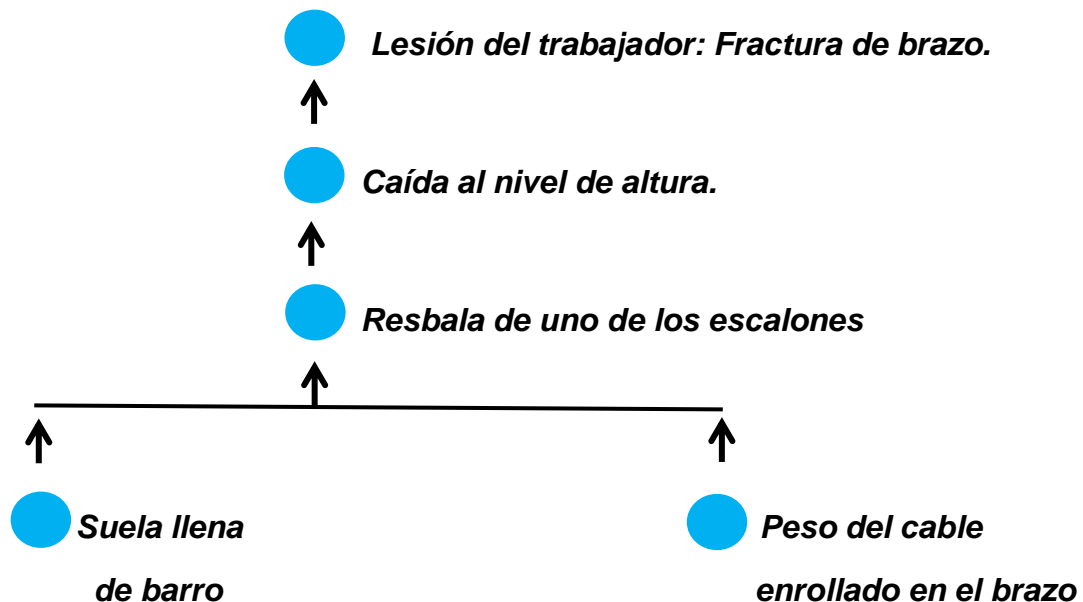 Lesión del trabajador: Fractura de brazo.
Caída al nivel de altura.
Resbala de uno de los escalones
Suela llena
de barro
Peso del cable
enrollado en el brazo